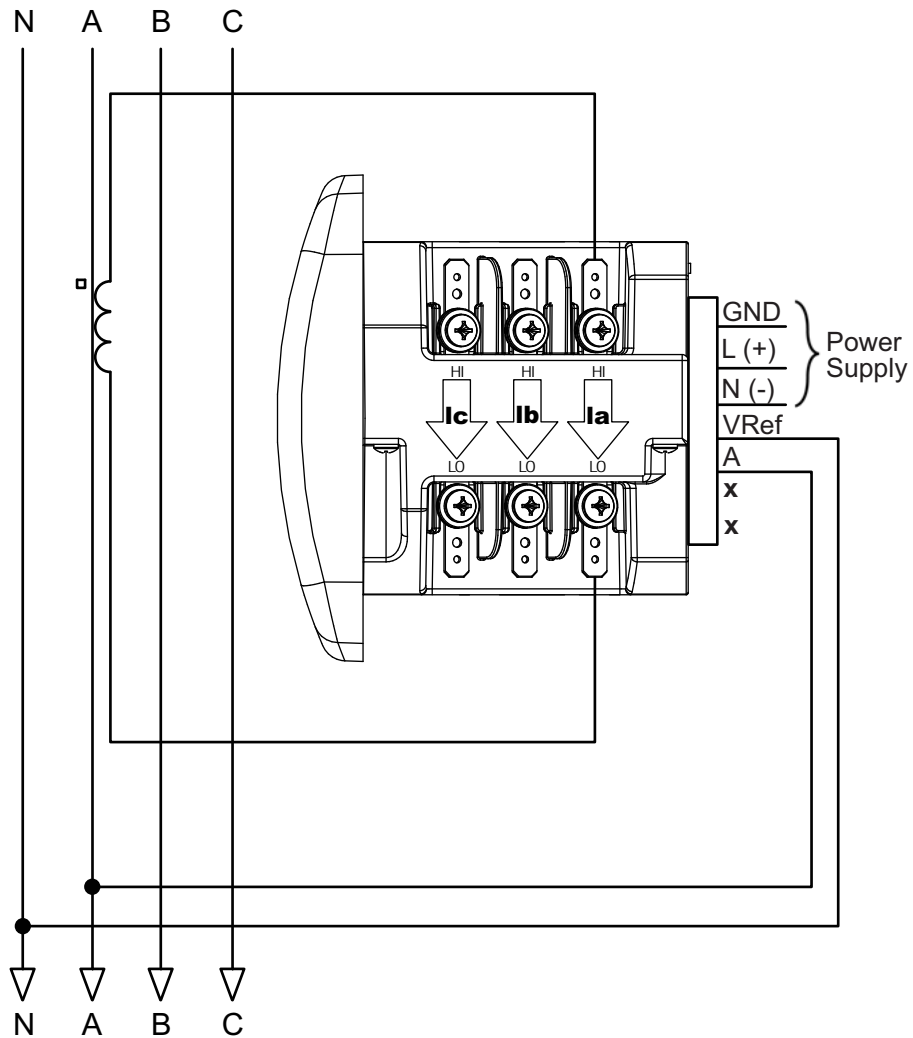 N A B C
GND
L (+)
N (-)
Power
Supply
VRef
A
x
x
HI HI HI
Ic Ib Ia
LO LO LO
N A B C